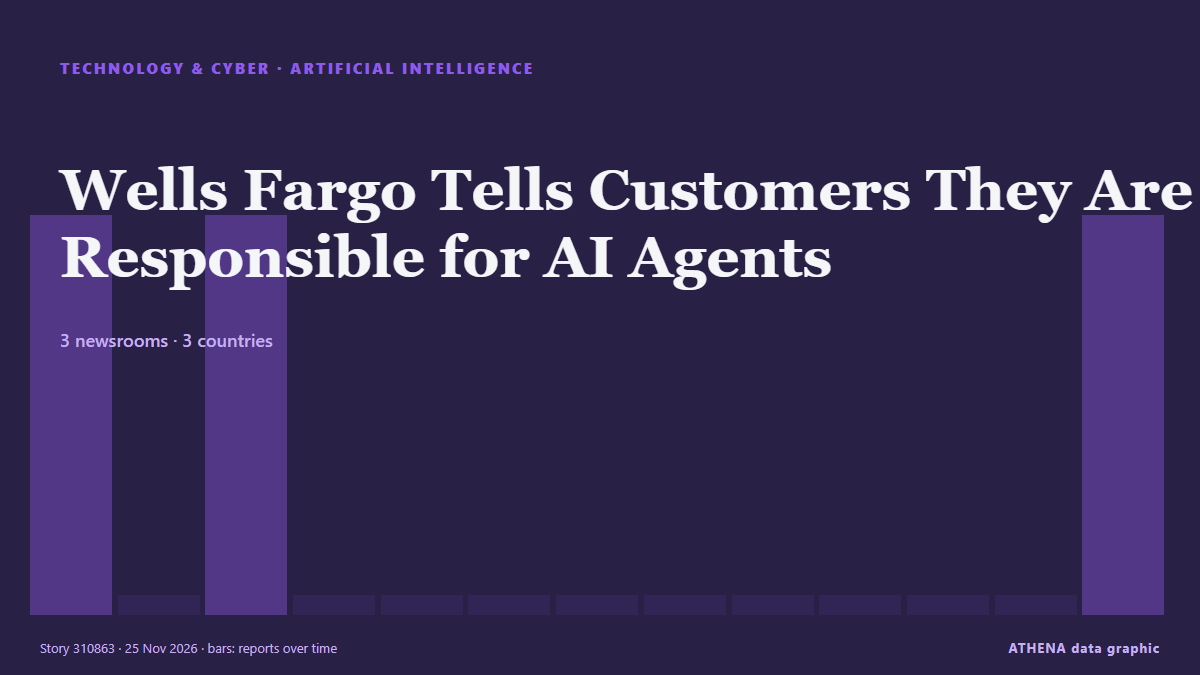 TECHNOLOGY & CYBER · ARTIFICIAL INTELLIGENCE
Wells Fargo Tells Customers They Are
Responsible for AI Agents
3 newsrooms · 3 countries
Story 310863 · 25 Nov 2026 · bars: reports over time
ATHENA data graphic